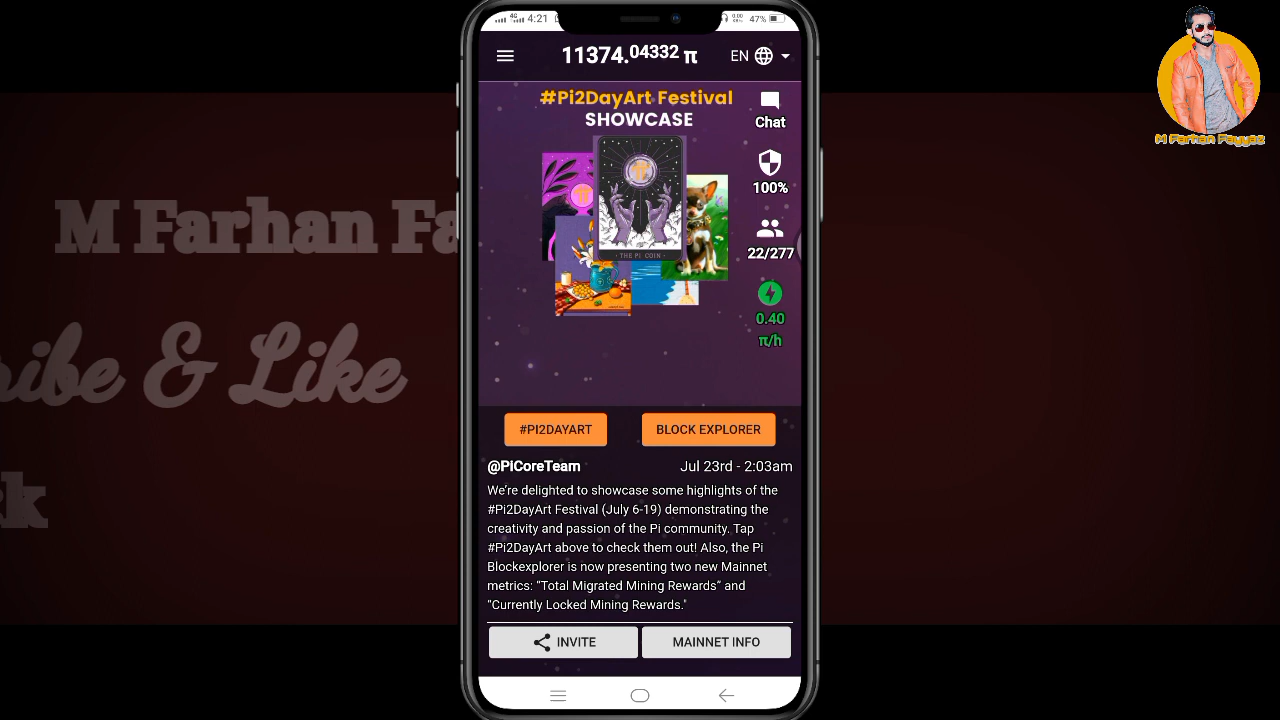 4G 4:21 0.00 KB/s 47%
11374.04332 π EN
#Pi2DayArt Festival
SHOWCASE
Chat
100%
22/277
0.40
π/h
· THE PI COIN ·
#PI2DAYART BLOCK EXPLORER
@PiCoreTeam Jul 23rd - 2:03am
We're delighted to showcase some highlights of the
#Pi2DayArt Festival (July 6-19) demonstrating the
creativity and passion of the Pi community. Tap
#Pi2DayArt above to check them out! Also, the Pi
Blockexplorer is now presenting two new Mainnet
metrics: “Total Migrated Mining Rewards” and
"Currently Locked Mining Rewards."
INVITE MAINNET INFO
M Farhan Fayyaz
M Farhan Fa
ribe & Like
k